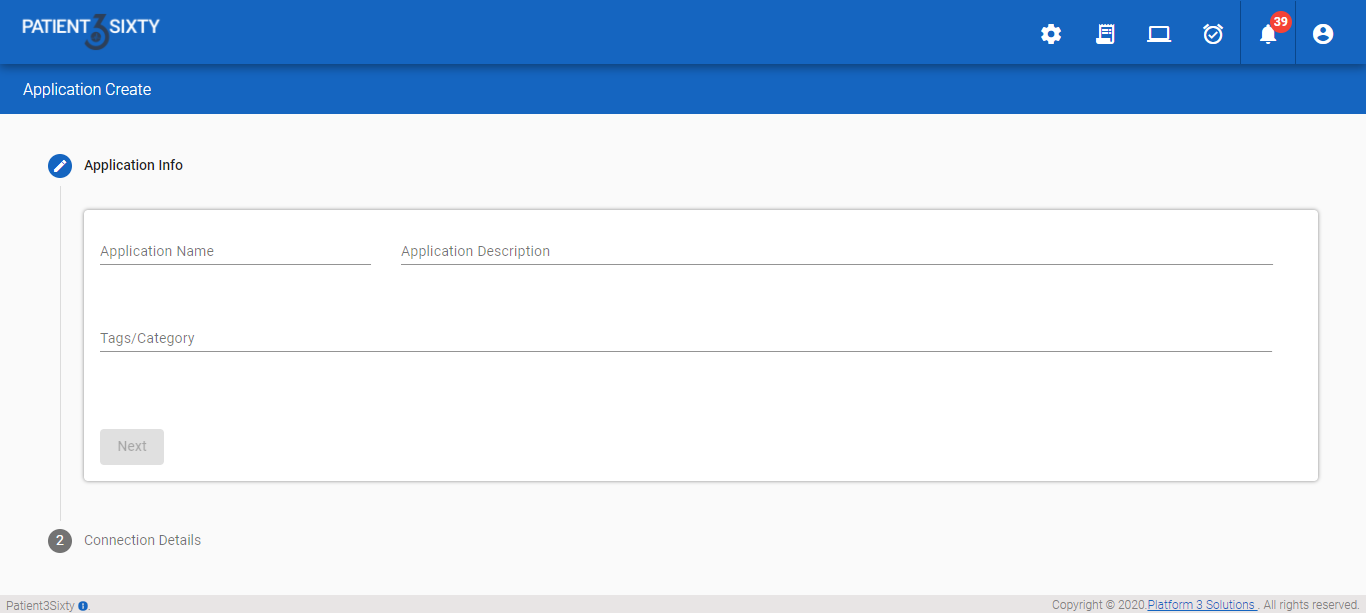 PATIENT3SIXTY
39
Application Create
Application Info
Application Name
Application Description
Tags/Category
Next
2
Connection Details
Patient3Sixty
Copyright © 2020.Platform 3 Solutions . All rights reserved.